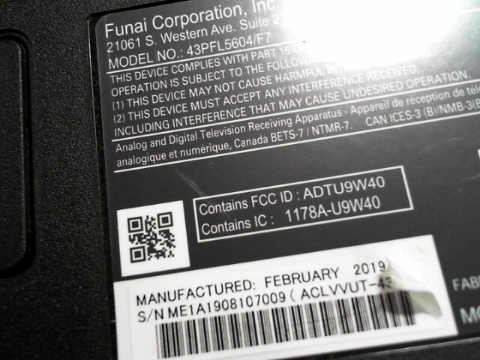 Funai Corporation, Inc
21061 S. Western Ave. Suite
MODEL NO.: 43PFL5604/F7
THIS DEVICE COMPLIES WITH PART
OPERATION IS SUBJECT TO THE FOLLOWING
(1) THIS DEVICE MAY NOT CAUSE HARMFUL
(2) THIS DEVICE MUST ACCEPT ANY INTERFERENCE RECEIVED,
INCLUDING INTERFERENCE THAT MAY CAUSE UNDESIRED OPERATION.
Analog and Digital Television Receiving Apparatus - Appareil de réception de
analogique et numérique, Canada BETS-7 / NTMR-7. CAN ICES-3 (B)/NMB-3(B
Contains FCC ID : ADTU9W40
Contains IC : 1178A-U9W40
MANUFACTURED: FEBRUARY 2019
S/N ME1A1908107009 ( ACLVVUT-43